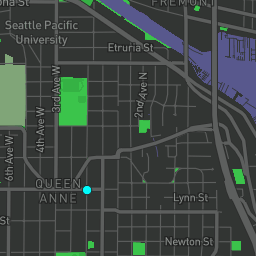 FREMONT
Seattle Pacific
University
Etruria St
3rd Ave W
2nd Ave N
4th Ave W
6th Ave W
QUEEN
ANNE
Lynn St
St
Newton St